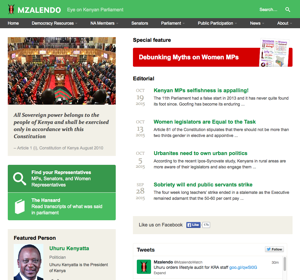 MZALENDO Eye on Kenyan Parliament
Search...
Home Democracy Resources NA Members Senators Parliament Public Participation News About
All Sovereign power belongs to the
people of Kenya and shall be exercised
only in accordance with this
Constitution
– Article 1 (i), Constitution of Kenya August 2010
Find your Representatives
MPs, Senators, and Women
Representatives
The Hansard
Read transcripts of what was said in
parliament
Featured Person
Uhuru Kenyatta
Uhuru Kenyatta is the President
of Kenya
Special feature
Debunking Myths on Women MPs
Editorial
OCT
19
2015
Kenyan MPs selfishness is appalling!
The 11th Parliament had a false start in 2013 and it has never quite found
its foot since. Goofing has become its enduring ...
OCT
13
2015
Women legislators are Equal to the Task
Article 81 of the Constitution stipulates that there should not be more than
two thirds gender in elective and appointive ...
OCT
5
2015
Urbanites need to own urban politics
According to the recent Ipsos-Synovate study, Kenyans in rural areas are
more aware of their legislators and also engage them ...
SEP
28
2015
Sobriety will end public servants strike
The four week long teachers' strike ended in a statemate as the Executive
remained adamant that the 50-60 per cent pay ...
Like us on Facebook Like
Tweets Follow
Mzalendo @MzalendoWatch
Uhuru orders lifestyle audit for KRA staff